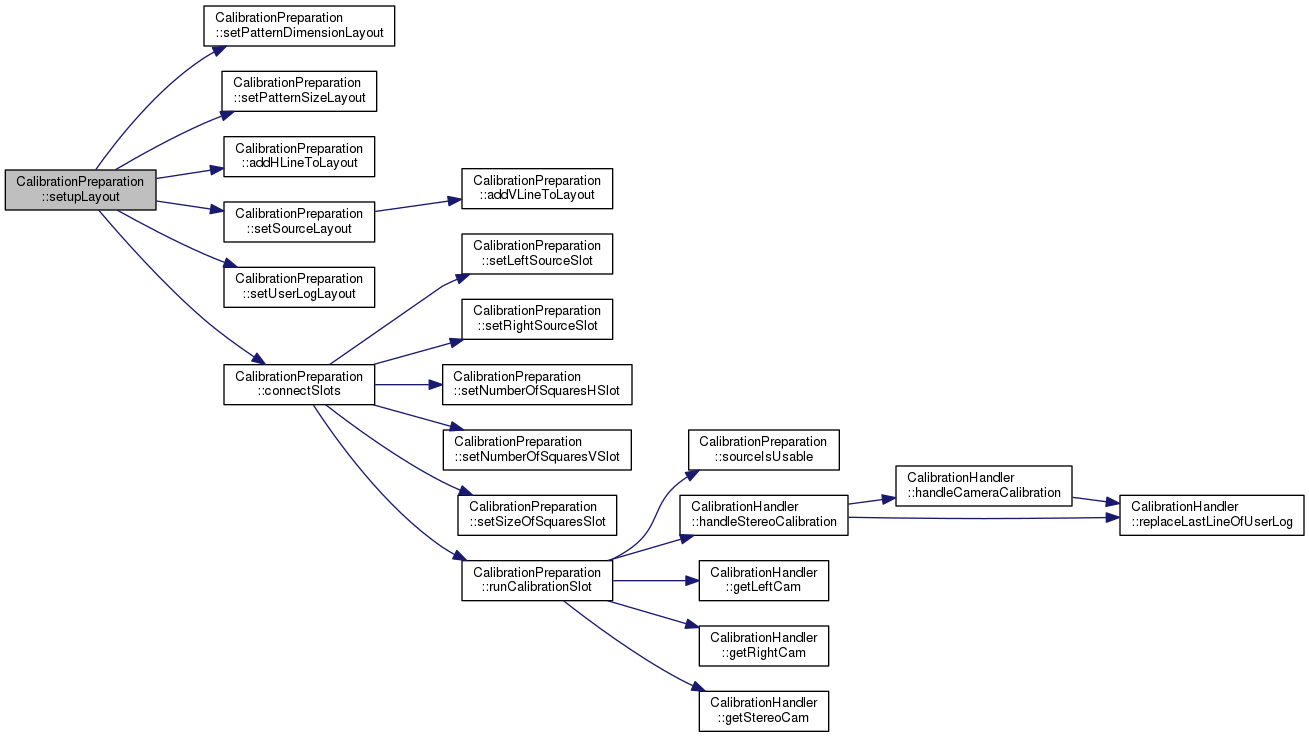 CalibrationPreparation
::setupLayout
CalibrationPreparation
::setPatternDimensionLayout
CalibrationPreparation
::setPatternSizeLayout
CalibrationPreparation
::addHLineToLayout
CalibrationPreparation
::setSourceLayout
CalibrationPreparation
::setUserLogLayout
CalibrationPreparation
::connectSlots
CalibrationPreparation
::addVLineToLayout
CalibrationPreparation
::setLeftSourceSlot
CalibrationPreparation
::setRightSourceSlot
CalibrationPreparation
::setNumberOfSquaresHSlot
CalibrationPreparation
::setNumberOfSquaresVSlot
CalibrationPreparation
::setSizeOfSquaresSlot
CalibrationPreparation
::runCalibrationSlot
CalibrationPreparation
::sourceIsUsable
CalibrationHandler
::handleStereoCalibration
CalibrationHandler
::getLeftCam
CalibrationHandler
::getRightCam
CalibrationHandler
::getStereoCam
CalibrationHandler
::handleCameraCalibration
CalibrationHandler
::replaceLastLineOfUserLog